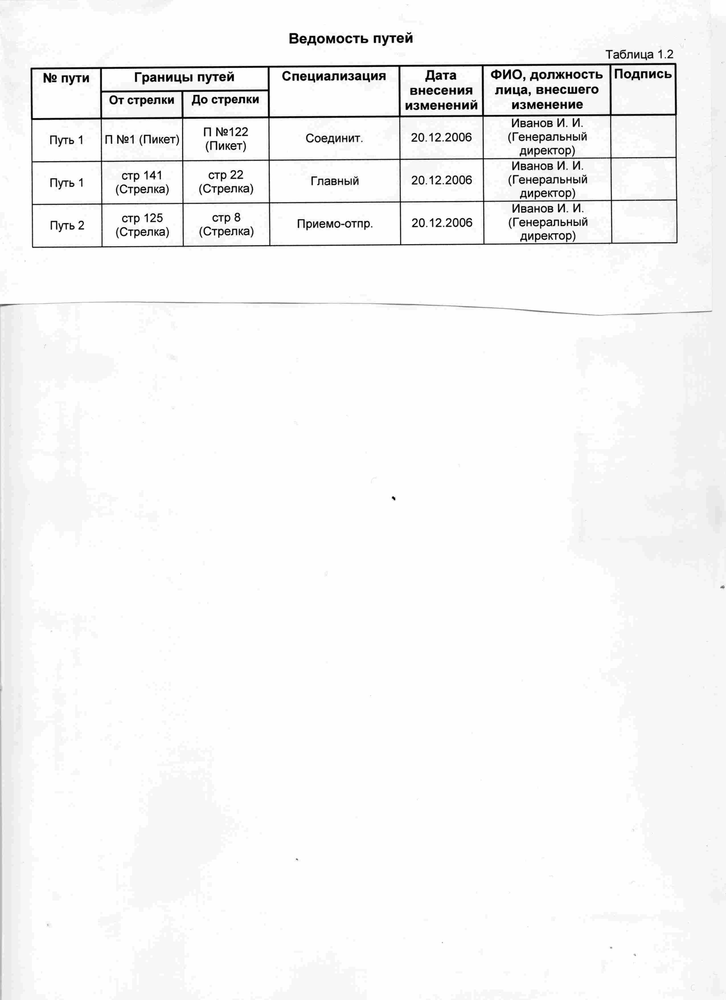 Ведомость путей
Таблица 1.2
№ пути
Границы путей
От стрелки
До стрелки
Специализация
Дата
внесения
изменений
ФИО, должность
лица, внесшего
изменение
Подпись
Путь 1
П №1 (Пикет)
П №122
(Пикет)
Соединит.
20.12.2006
Иванов И. И.
(Генеральный
директор)
Путь 1
стр 141
(Стрелка)
стр 22
(Стрелка)
Главный
20.12.2006
Иванов И. И.
(Генеральный
директор)
Путь 2
стр 125
(Стрелка)
стр 8
(Стрелка)
Приемо-отпр.
20.12.2006
Иванов И. И.
(Генеральный
директор)